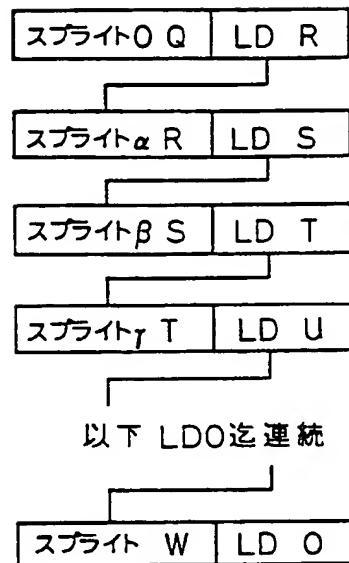 スプライトO Q LD R
スプライトα R LD S
スプライトβ S LD T
スプライトγ T LD U
以下 LDO迄連続
スプライト W LD O